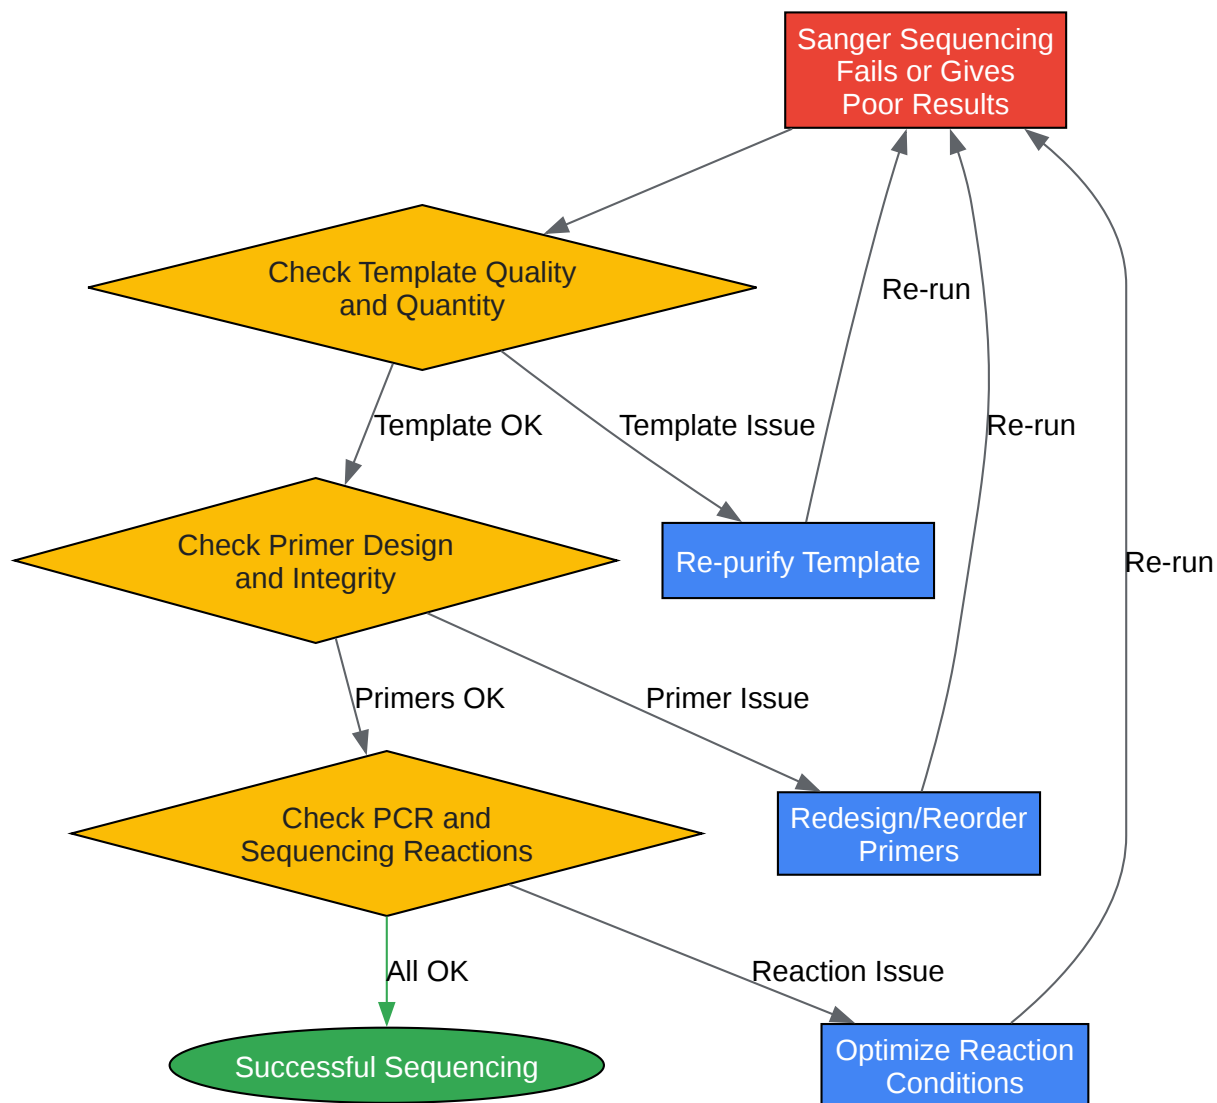 Sanger Sequencing
Fails or Gives
Poor Results
Check Template Quality
and Quantity
Re-run
Template OK
Template Issue
Re-run
Check Primer Design
and Integrity
Re-purify Template
Re-run
Primers OK
Primer Issue
Check PCR and
Sequencing Reactions
Redesign/Reorder
Primers
All OK
Reaction Issue
Successful Sequencing
Optimize Reaction
Conditions